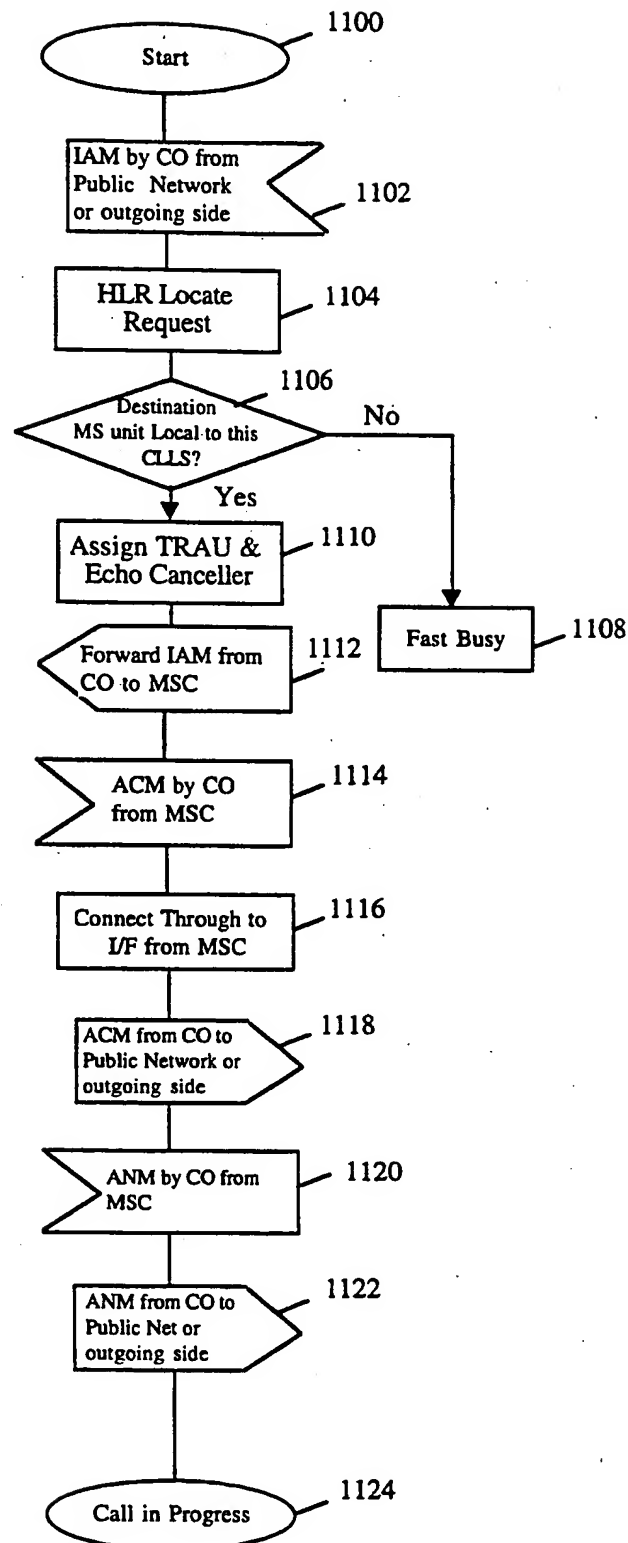 1100
Start
IAM by CO from
Public Network
or outgoing side
1102
HLR Locate
Request
1104
1106
Destination
MS unit Local to this
CLLS?
No
Yes
Assign TRAU &
Echo Canceller
1110
Fast Busy
1108
Forward IAM from
CO to MSC
1112
ACM by CO
from MSC
1114
Connect Through to
I/F from MSC
1116
ACM from CO to
Public Network or
outgoing side
1118
ANM by CO from
MSC
1120
ANM from CO to
Public Net or
outgoing side
1122
Call in Progress
1124